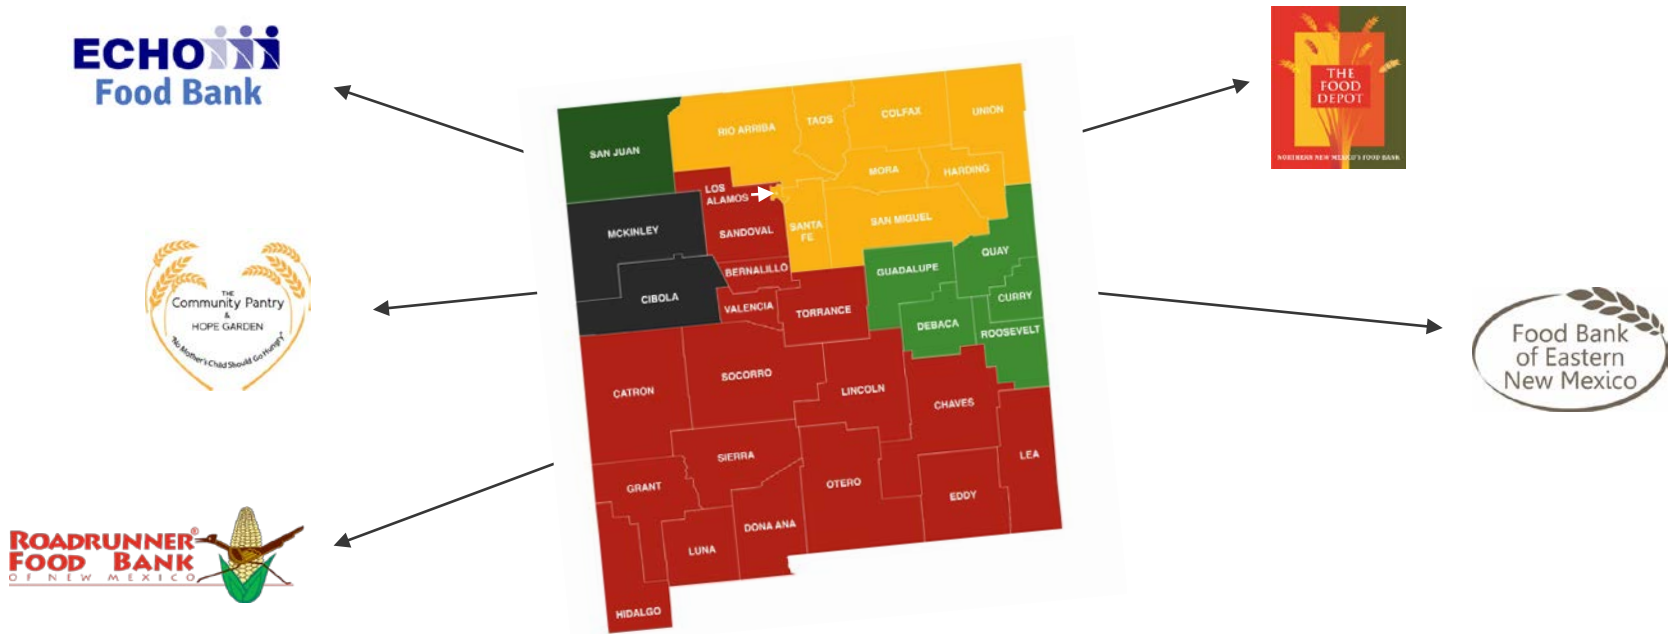 ECHO
Food Bank
THE
Community Pantry
&
HOPE GARDEN
"No Mother's Child Should Go Hungry"
ROADRUNNER®
FOOD BANK
OF NEW MEXICO
SAN JUAN
RIO ARRIBA
TAOS
COLFAX
UNION
MORA
HARDING
LOS
ALAMOS
MCKINLEY
SANDOVAL
SANTA
FE
SAN MIGUEL
QUAY
GUADALUPE
BERNALILLO
CIBOLA
VALENCIA
TORRANCE
CURRY
DEBACA
ROOSEVELT
CATRON
SOCORRO
LINCOLN
CHAVES
SIERRA
LEA
GRANT
OTERO
EDDY
LUNA
DONA ANA
HIDALGO
THE
FOOD
DEPOT
NORTHERN NEW MEXICO'S FOOD BANK
Food Bank
of Eastern
New Mexico